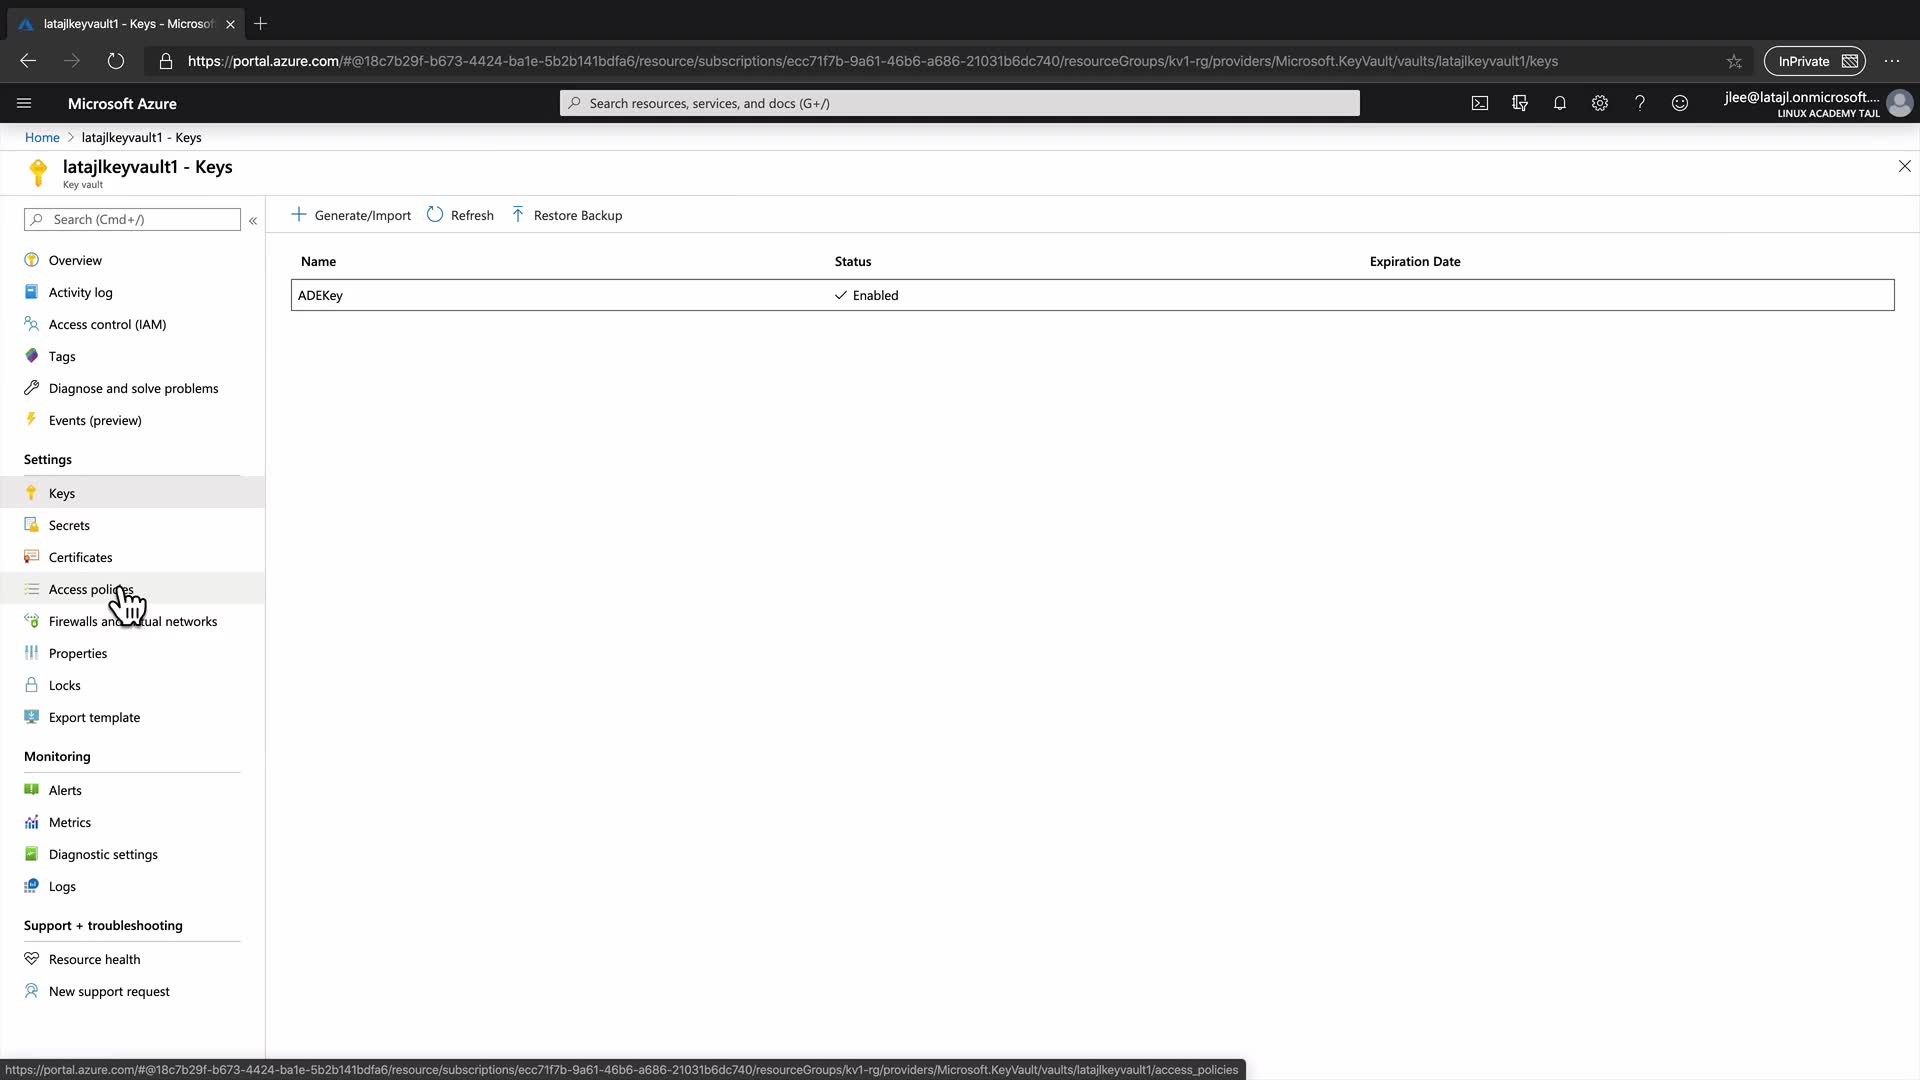 latajlkeyvault1 - Keys - Microsof
https://portal.azure.com/#@18c7b29f-b673-4424-ba1e-5b2b141bdfa6/resource/subscriptions/ecc71f7b-9a61-46b6-a686-21031b6dc740/resourceGroups/kv1-rg/providers/Microsoft.KeyVault/vaults/latajlkeyvault1/keys
InPrivate
Microsoft Azure
Search resources, services, and docs (G+/)
jlee@latajl.onmicrosoft....
LINUX ACADEMY TAJL
Home > latajlkeyvault1 - Keys
latajlkeyvault1 - Keys
Key vault
Search (Cmd+/)
Generate/Import
Refresh
Restore Backup
Name Status Expiration Date
ADEKey Enabled
Overview
Activity log
Access control (IAM)
Tags
Diagnose and solve problems
Events (preview)
Settings
Keys
Secrets
Certificates
Access policies
Firewalls and virtual networks
Properties
Locks
Export template
Monitoring
Alerts
Metrics
Diagnostic settings
Logs
Support + troubleshooting
Resource health
New support request
https://portal.azure.com/#@18c7b29f-b673-4424-ba1e-5b2b141bdfa6/resource/subscriptions/ecc71f7b-9a61-46b6-a686-21031b6dc740/resourceGroups/kv1-rg/providers/Microsoft.KeyVault/vaults/latajlkeyvault1/access_policies